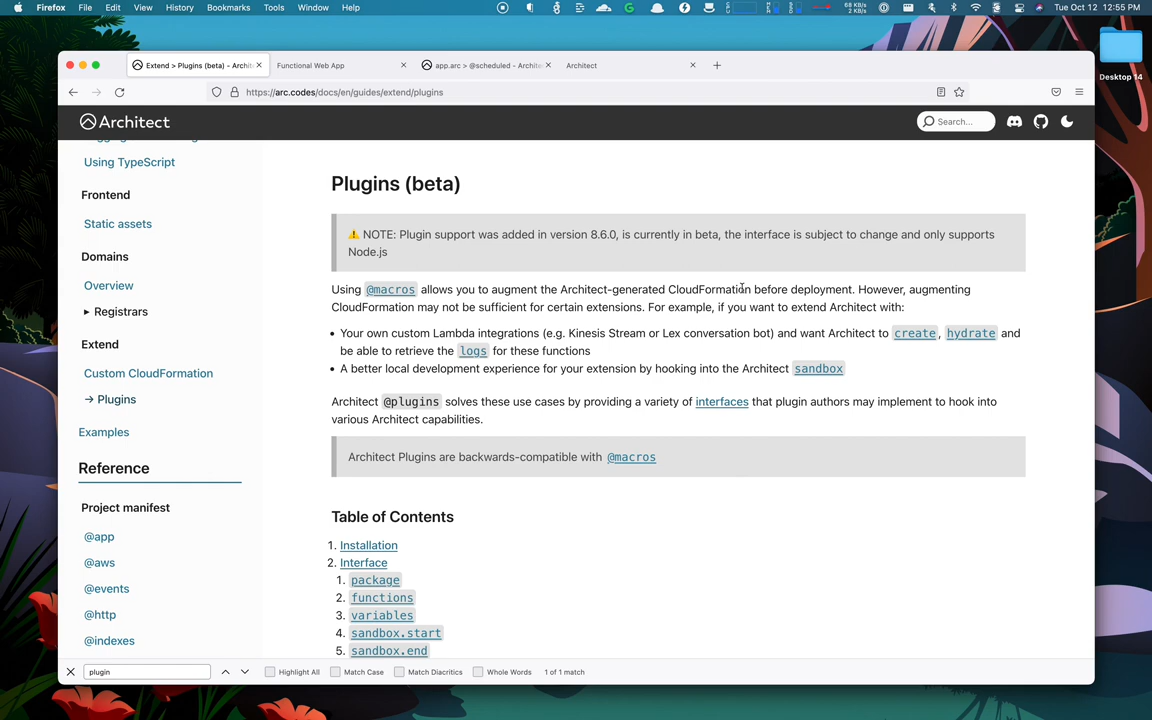 Firefox File Edit View History Bookmarks Tools Window Help
68 KB/s
2 KB/s
Tue Oct 12 12:55 PM
Desktop 14
Extend > Plugins (beta) - Archit
Functional Web App
app.arc > @scheduled - Archite
Architect
https://arc.codes/docs/en/guides/extend/plugins
Architect
Search...
Using TypeScript
Frontend
Static assets
Domains
Overview
Registrars
Extend
Custom CloudFormation
→ Plugins
Examples
Reference
Project manifest
@app
@aws
@events
@http
@indexes
Plugins (beta)
⚠️ NOTE: Plugin support was added in version 8.6.0, is currently in beta, the interface is subject to change and only supports
Node.js
Using @macros allows you to augment the Architect-generated CloudFormation before deployment. However, augmenting
CloudFormation may not be sufficient for certain extensions. For example, if you want to extend Architect with:
• Your own custom Lambda integrations (e.g. Kinesis Stream or Lex conversation bot) and want Architect to create, hydrate and
be able to retrieve the logs for these functions
• A better local development experience for your extension by hooking into the Architect sandbox
Architect @plugins solves these use cases by providing a variety of interfaces that plugin authors may implement to hook into
various Architect capabilities.
Architect Plugins are backwards-compatible with @macros
Table of Contents
1. Installation
2. Interface
1. package
2. functions
3. variables
4. sandbox.start
5. sandbox.end
plugin
Highlight All Match Case Match Diacritics Whole Words 1 of 1 match